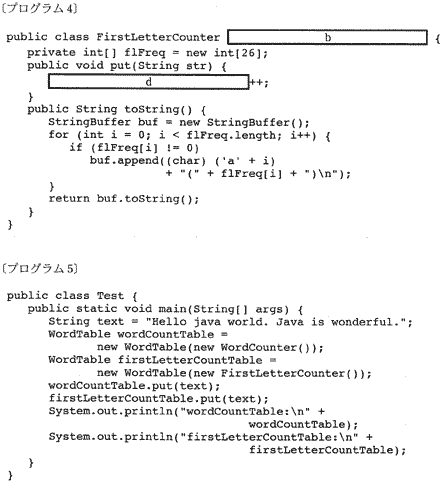 〔プログラム4〕
public class FirstLetterCounter b {
private int[] flFreq = new int[26];
public void put(String str) {
d ++;
}
public String toString() {
StringBuffer buf = new StringBuffer();
for (int i = 0; i < flFreq.length; i++) {
if (flFreq[i] != 0)
buf.append((char) ('a' + i)
+ "(" + flFreq[i] + ")\n");
}
return buf.toString();
}
}
〔プログラム5〕
public class Test {
public static void main(String[] args) {
String text = "Hello java world. Java is wonderful.";
WordTable wordCountTable =
new WordTable(new WordCounter());
WordTable firstLetterCountTable =
new WordTable(new FirstLetterCounter());
wordCountTable.put(text);
firstLetterCountTable.put(text);
System.out.println("wordCountTable:\n" +
wordCountTable);
System.out.println("firstLetterCountTable:\n" +
firstLetterCountTable);
}
}